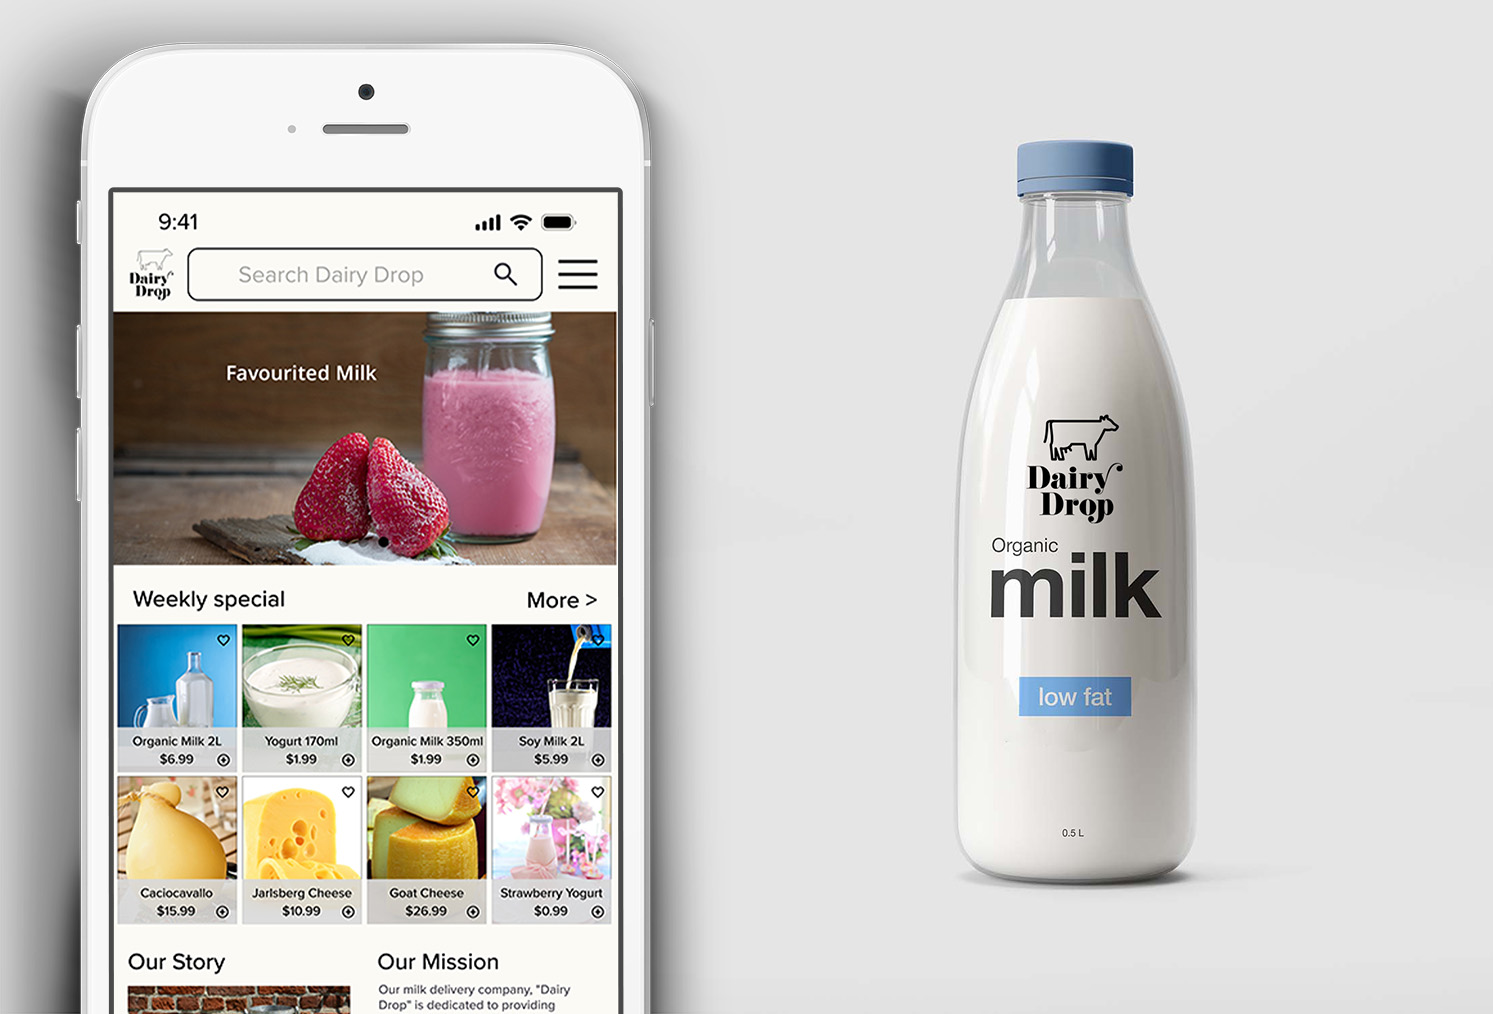 9:41
Dairy
Drop
Search Dairy Drop
Favourited Milk
Weekly special
More >
Organic Milk 2L
$6.99
Yogurt 170ml
$1.99
Organic Milk 350ml
$1.99
Soy Milk 2L
$5.99
Caciocavallo
$15.99
Jarlsberg Cheese
$10.99
Goat Cheese
$26.99
Strawberry Yogurt
$0.99
Our Story
Our Mission
Our milk delivery company, "Dairy
Drop" is dedicated to providing
Dairy
Drop
Organic
milk
low fat
0.5 L